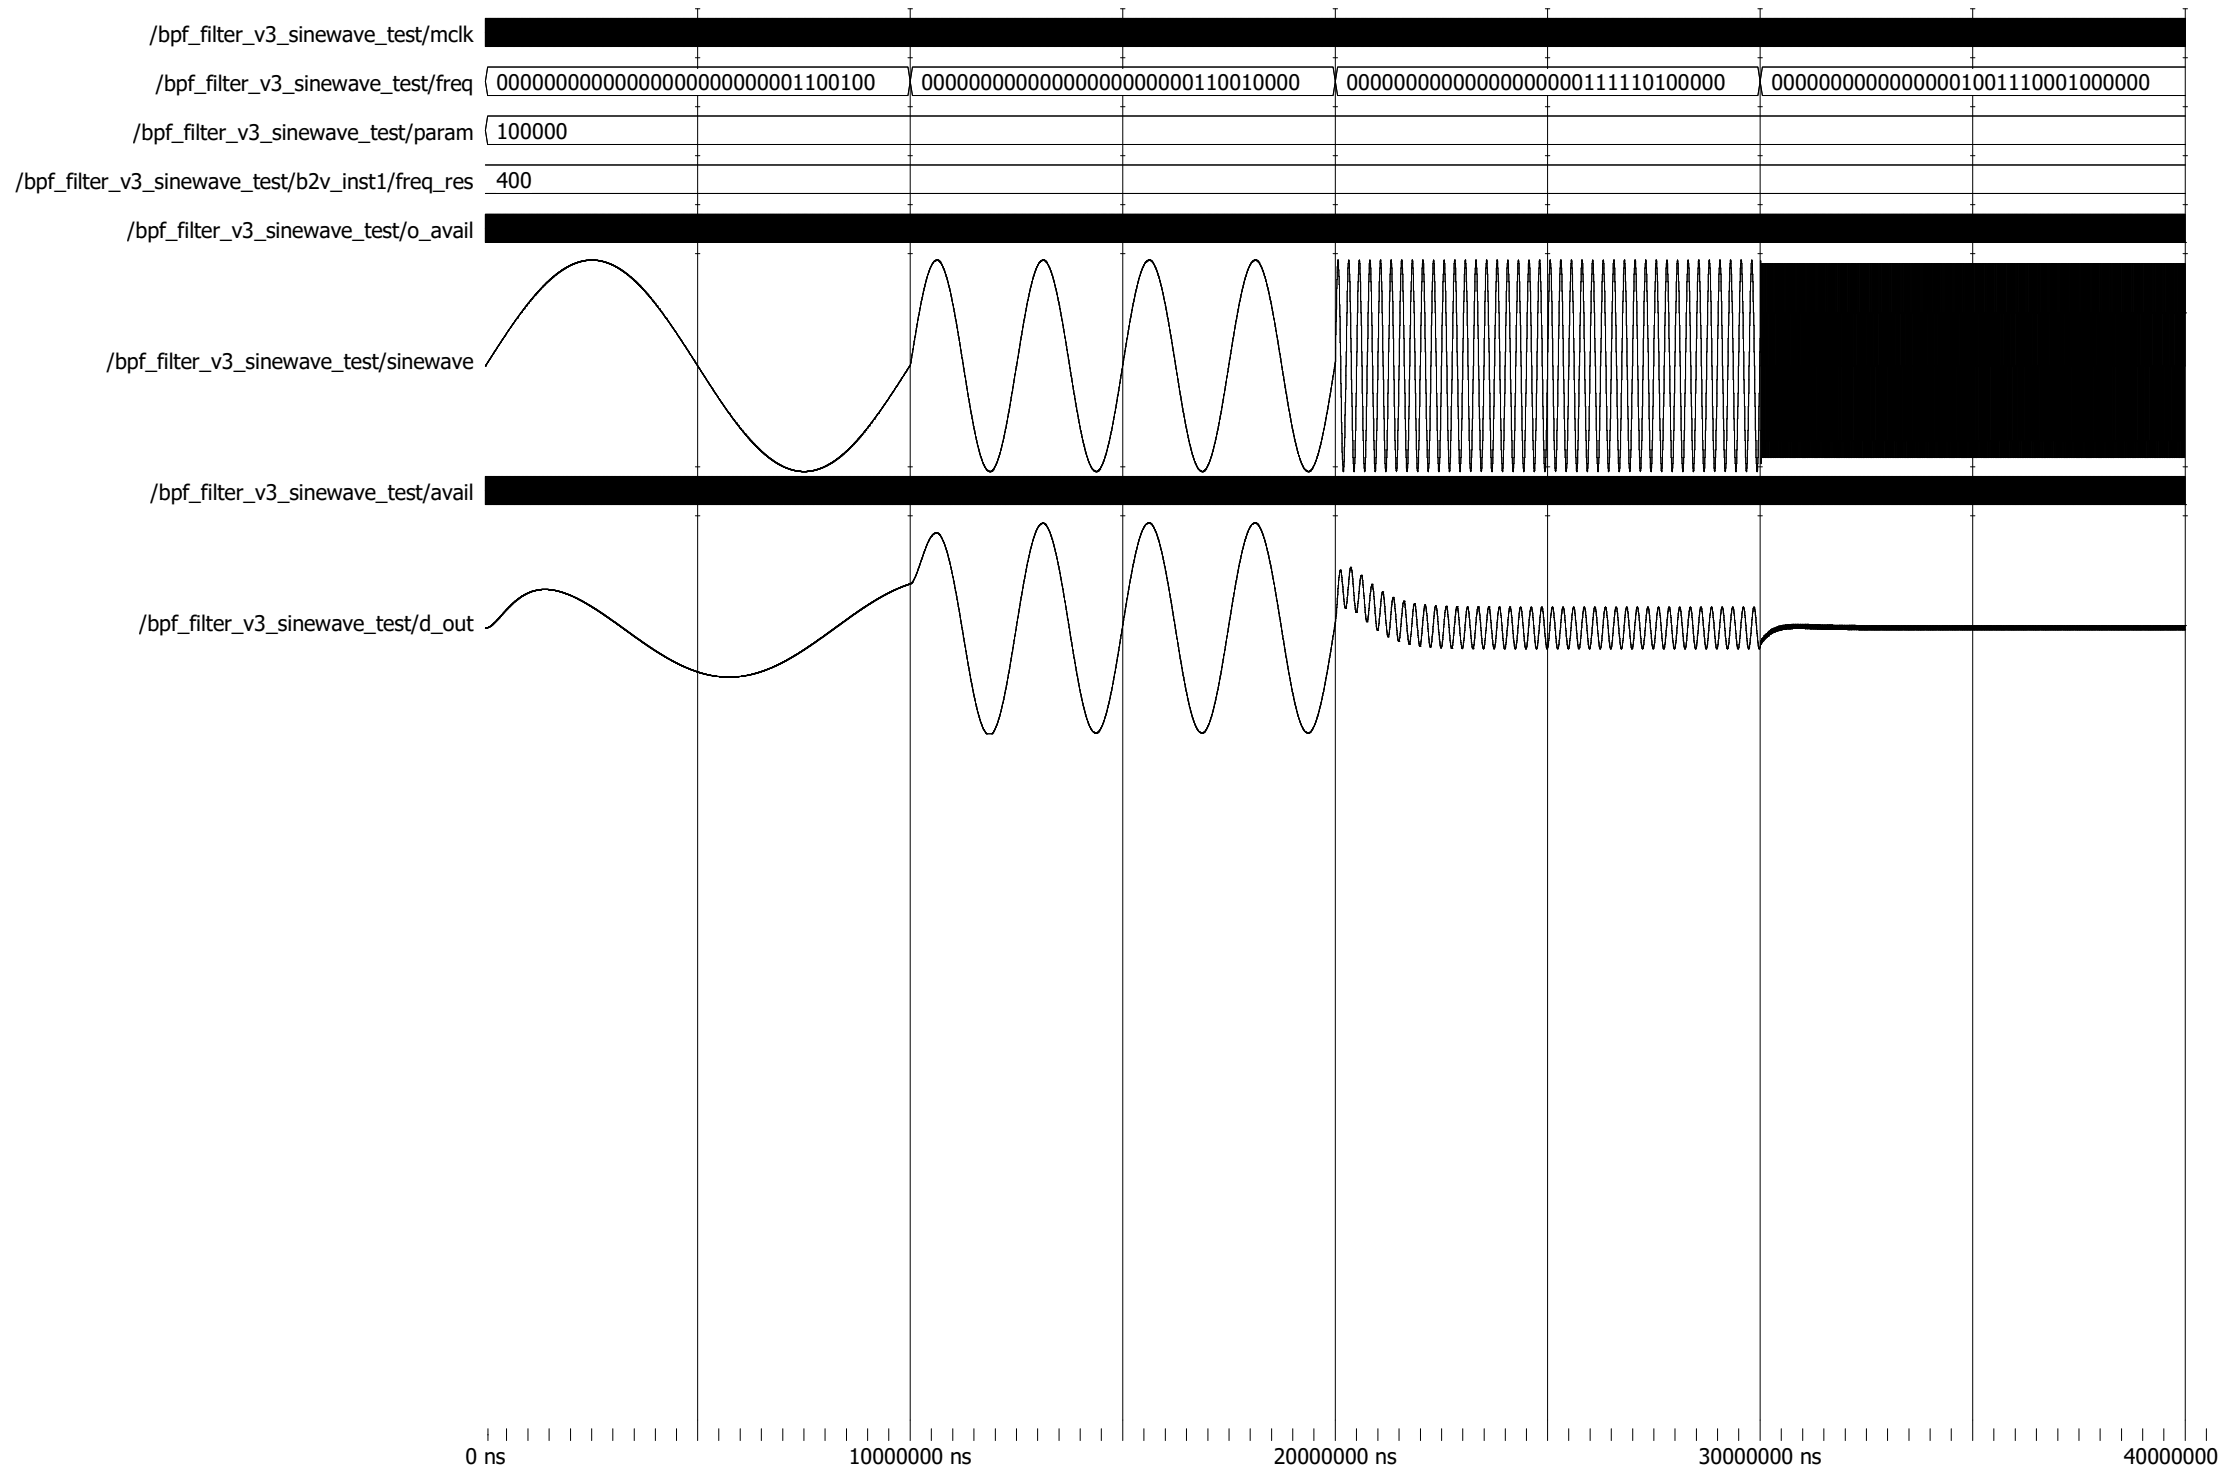 /bpf_filter_v3_sinewave_test/mclk
/bpf_filter_v3_sinewave_test/freq 00000000000000000000000001100100 00000000000000000000000110010000 00000000000000000000111110100000 00000000000000001001110001000000
/bpf_filter_v3_sinewave_test/param 100000
/bpf_filter_v3_sinewave_test/b2v_inst1/freq_res 400
/bpf_filter_v3_sinewave_test/o_avail
/bpf_filter_v3_sinewave_test/sinewave
/bpf_filter_v3_sinewave_test/avail
/bpf_filter_v3_sinewave_test/d_out
0 ns 10000000 ns 20000000 ns 30000000 ns 40000000